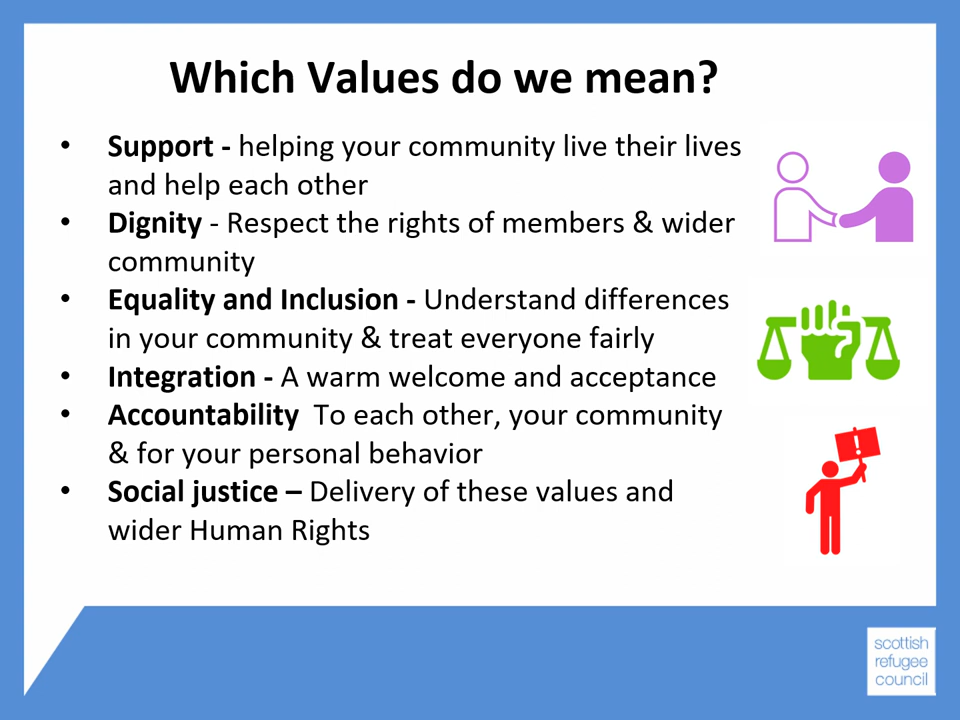 Which Values do we mean?
• Support - helping your community live their lives
and help each other
• Dignity - Respect the rights of members & wider
community
• Equality and Inclusion - Understand differences
in your community & treat everyone fairly
• Integration - A warm welcome and acceptance
• Accountability  To each other, your community
& for your personal behavior
• Social justice – Delivery of these values and
wider Human Rights
!
scottish
refugee
council